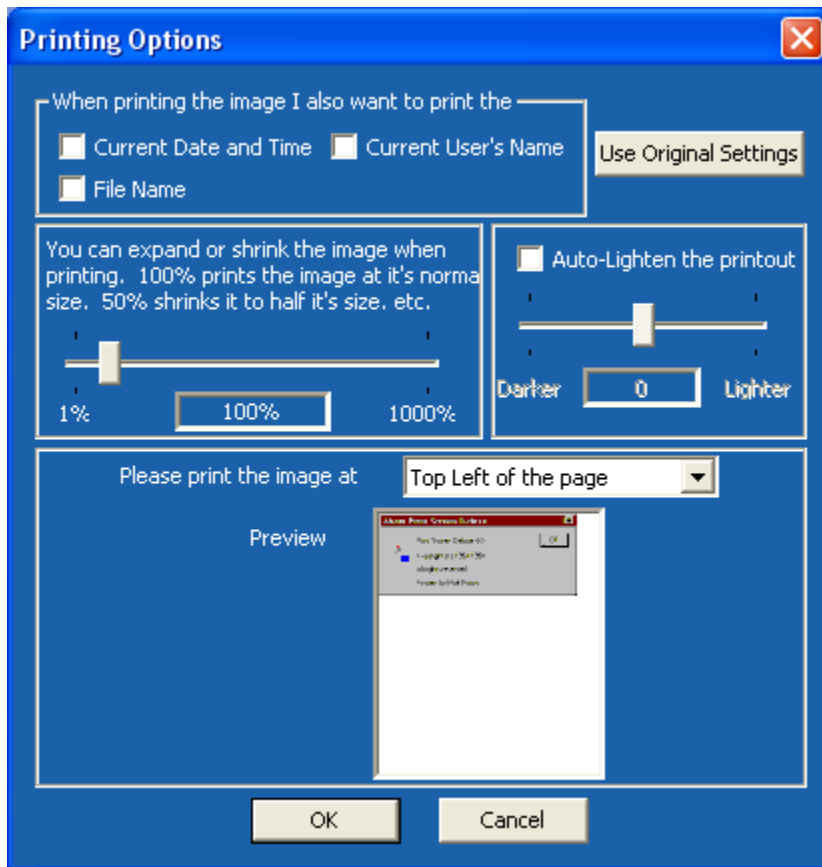 Printing Options
When printing the image I also want to print the
Current Date and Time
Current User's Name
Use Original Settings
File Name
You can expand or shrink the image when
printing. 100% prints the image at it's norma
size. 50% shrinks it to half it's size. etc.
1%
100%
1000%
Auto-Lighten the printout
Darker
0
Lighter
Please print the image at
Top Left of the page
Preview
OK
Cancel